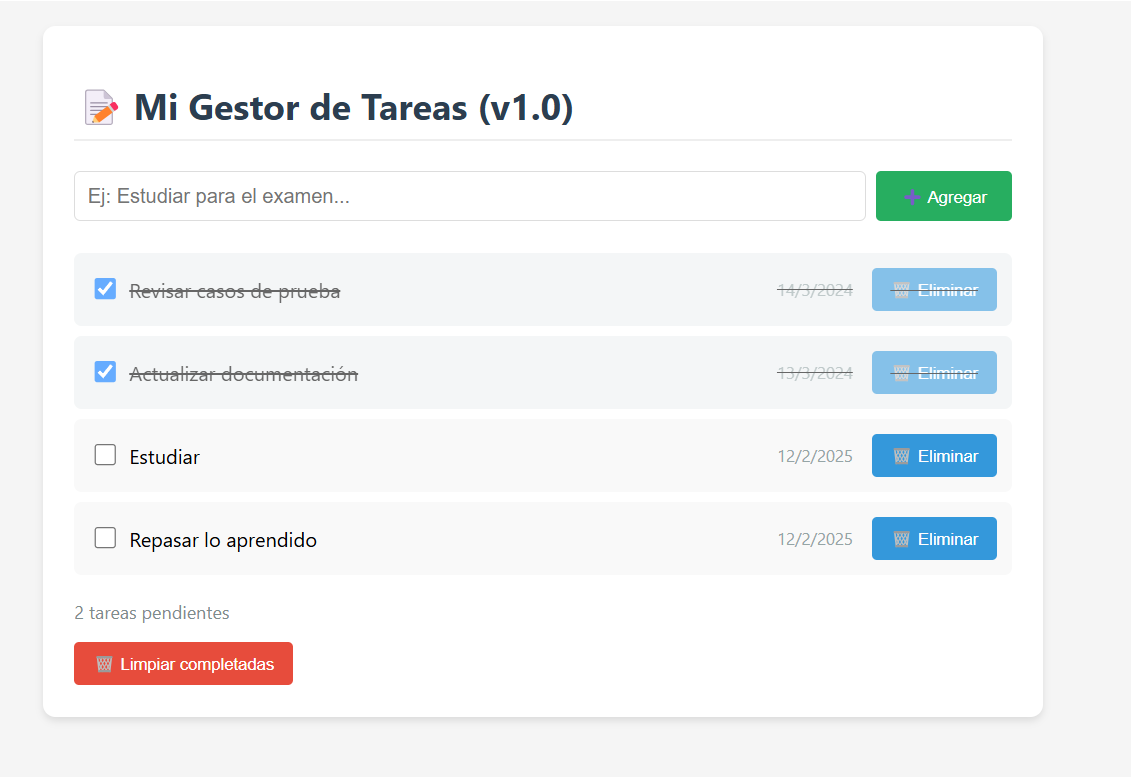 📝 Mi Gestor de Tareas (v1.0)
Ej: Estudiar para el examen...
➕ Agregar
Revisar casos de prueba 14/3/2024 🗑️ Eliminar
Actualizar documentación 13/3/2024 🗑️ Eliminar
Estudiar 12/2/2025 🗑️ Eliminar
Repasar lo aprendido 12/2/2025 🗑️ Eliminar
2 tareas pendientes
🗑️ Limpiar completadas